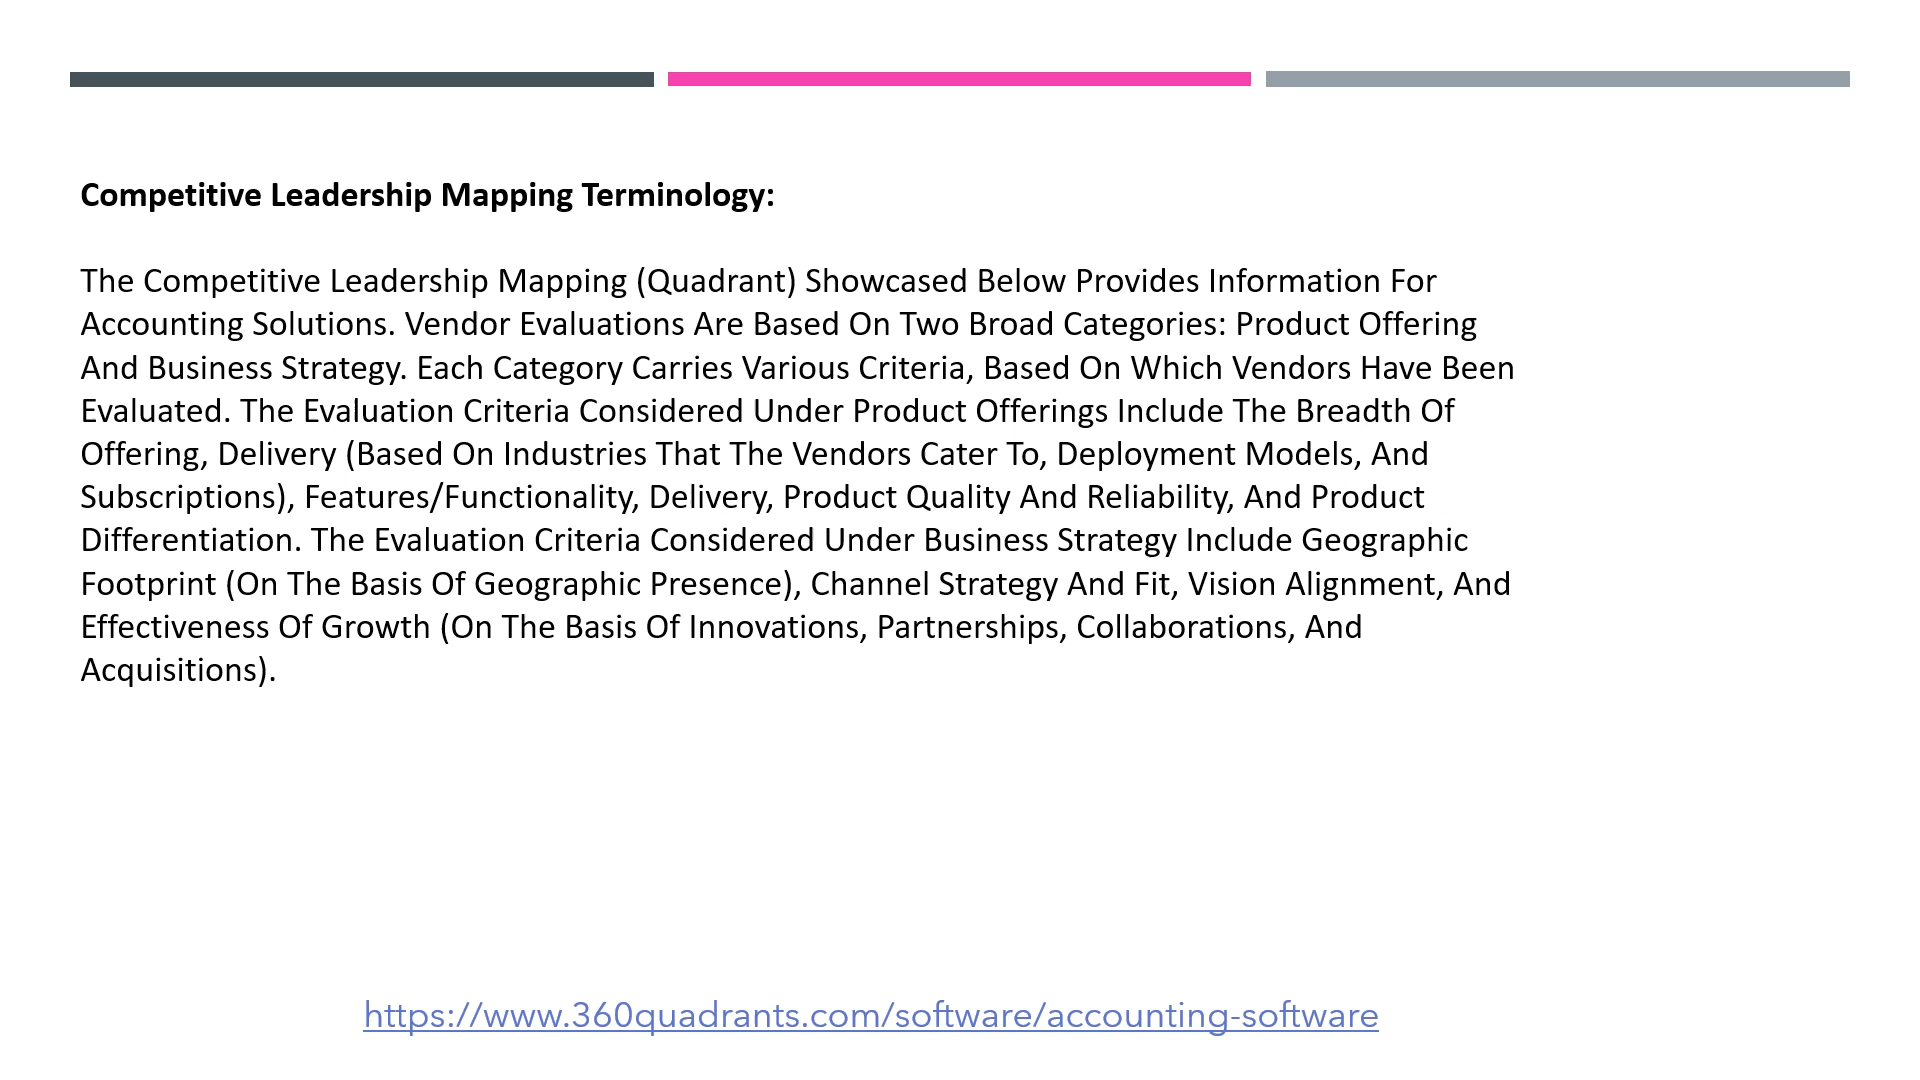 Competitive Leadership Mapping Terminology:
The Competitive Leadership Mapping (Quadrant) Showcased Below Provides Information For
Accounting Solutions. Vendor Evaluations Are Based On Two Broad Categories: Product Offering
And Business Strategy. Each Category Carries Various Criteria, Based On Which Vendors Have Been
Evaluated. The Evaluation Criteria Considered Under Product Offerings Include The Breadth Of
Offering, Delivery (Based On Industries That The Vendors Cater To, Deployment Models, And
Subscriptions), Features/Functionality, Delivery, Product Quality And Reliability, And Product
Differentiation. The Evaluation Criteria Considered Under Business Strategy Include Geographic
Footprint (On The Basis Of Geographic Presence), Channel Strategy And Fit, Vision Alignment, And
Effectiveness Of Growth (On The Basis Of Innovations, Partnerships, Collaborations, And
Acquisitions).
https://www.360quadrants.com/software/accounting-software